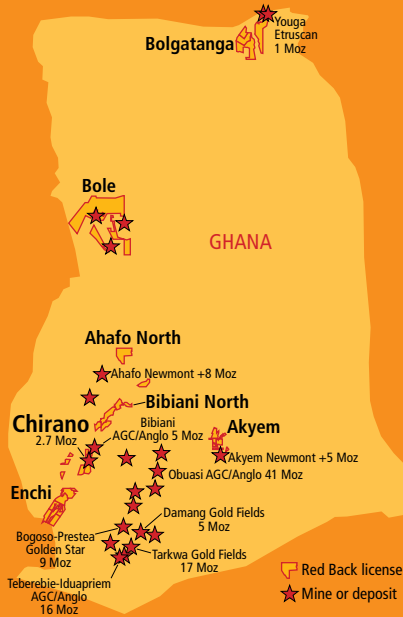 Bolgatanga
Youga
Etruscan
1 Moz
Bole
GHANA
Ahafo North
Ahafo Newmont +8 Moz
Bibiani North
Chirano
2.7 Moz
Bibiani
AGC/Anglo 5 Moz
Akyem
Akyem Newmont +5 Moz
Obuasi AGC/Anglo 41 Moz
Enchi
Damang Gold Fields
5 Moz
Bogoso-Prestea
Golden Star
9 Moz
Tarkwa Gold Fields
17 Moz
Teberebie-Iduapriem
AGC/Anglo
16 Moz
Red Back license
Mine or deposit